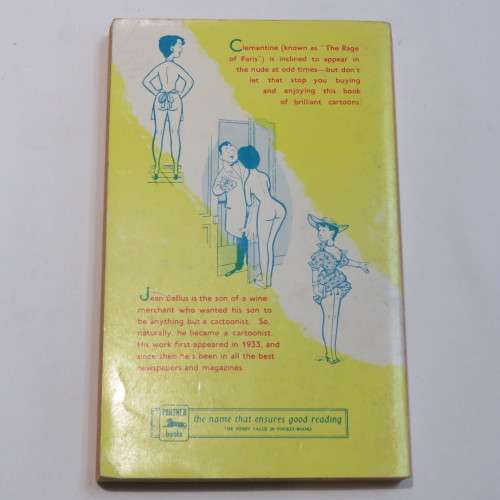 Clemantine (known as "The Rage
of Paris") is inclined to appear in
the nude at odd times—but don't
let that stop you buying
and enjoying this book
of brilliant cartoons.
Jean Bellus is the son of a wine
merchant who wanted his son to
be anything but a cartoonist. So,
naturally, he became a cartoonist.
His work first appeared in 1933, and
since then he's been in all the best
newspapers and magazines.
PANTHER
books
the name that ensures good reading
THE FINEST VALUE IN POCKET-BOOKS